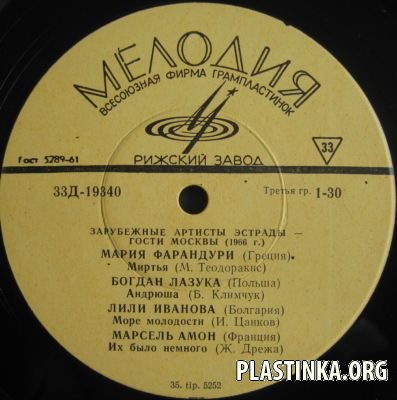 МЕЛОДИЯ
ВСЕСОЮЗНАЯ ФИРМА ГРАМПЛАСТИНОК
Гост 5289-61
33
РИЖСКИЙ ЗАВОД
33Д-19340
Третья гр. 1-30
ЗАРУБЕЖНЫЕ АРТИСТЫ ЭСТРАДЫ —
ГОСТИ МОСКВЫ (1966 г.)
МАРИЯ ФАРАНДУРИ (Греция)
Миртья (М. Теодоракис)
БОГДАН ЛАЗУКА (Польша)
Андрюша (Б. Климчук)
ЛИЛИ ИВАНОВА (Болгария)
Море молодости (И. Цанков)
МАРСЕЛЬ АМОН (Франция)
Их было немного (Ж. Дрежа)
35. tip. 5252
PLASTINKA.ORG